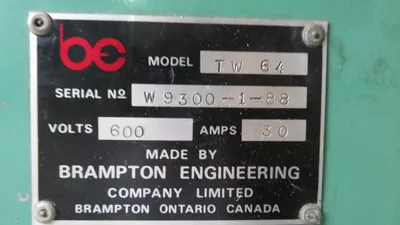 be
MODEL TW 64
SERIAL Nº W9300-1-88
VOLTS 600 AMPS 30
MADE BY
BRAMPTON ENGINEERING
COMPANY LIMITED
BRAMPTON ONTARIO CANADA